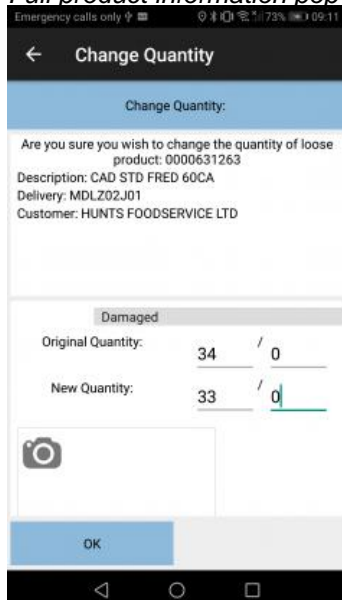 Full product information pop
Emergency calls only 73% 09:11
Change Quantity
Change Quantity:
Are you sure you wish to change the quantity of loose
product: 0000631263
Description: CAD STD FRED 60CA
Delivery: MDLZ02J01
Customer: HUNTS FOODSERVICE LTD
Damaged
Original Quantity: 34 / 0
New Quantity: 33 / 0
OK